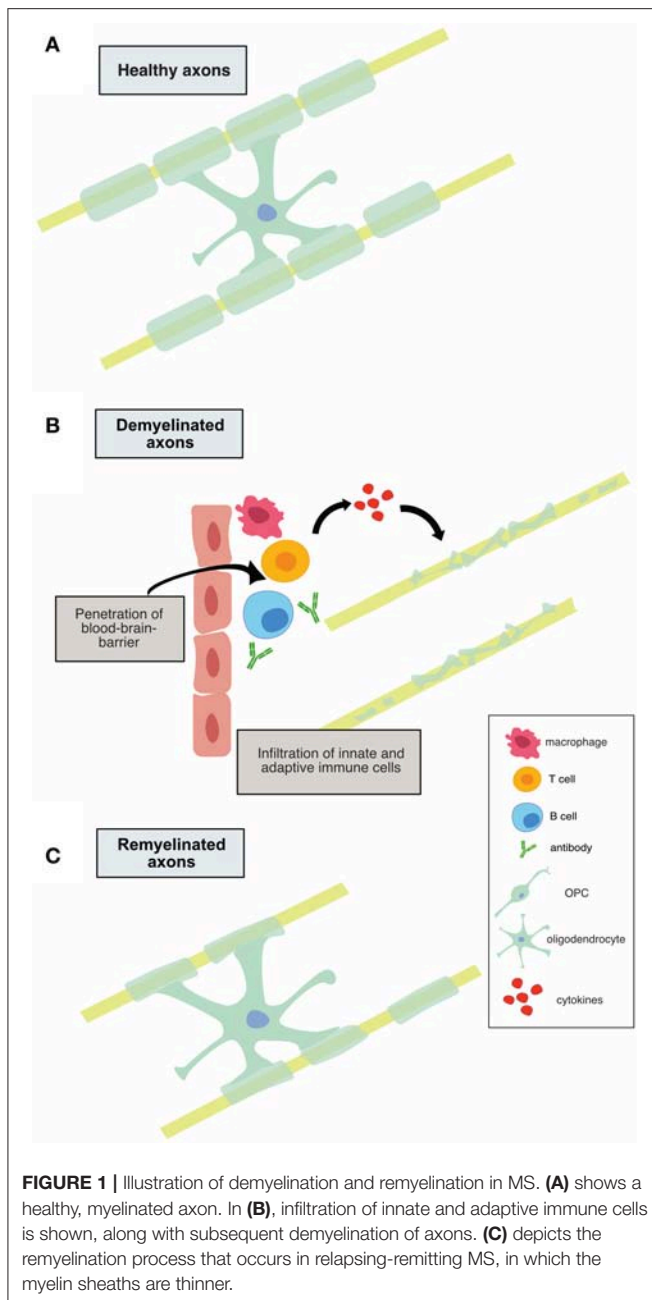 A
Healthy axons
B
Demyelinated
axons
Penetration of
blood-brain-
barrier
Infiltration of innate and
adaptive immune cells
macrophage
T cell
B cell
antibody
OPC
oligodendrocyte
cytokines
C
Remyelinated
axons
FIGURE 1 | Illustration of demyelination and remyelination in MS. (A) shows a
healthy, myelinated axon. In (B), infiltration of innate and adaptive immune cells
is shown, along with subsequent demyelination of axons. (C) depicts the
remyelination process that occurs in relapsing-remitting MS, in which the
myelin sheaths are thinner.